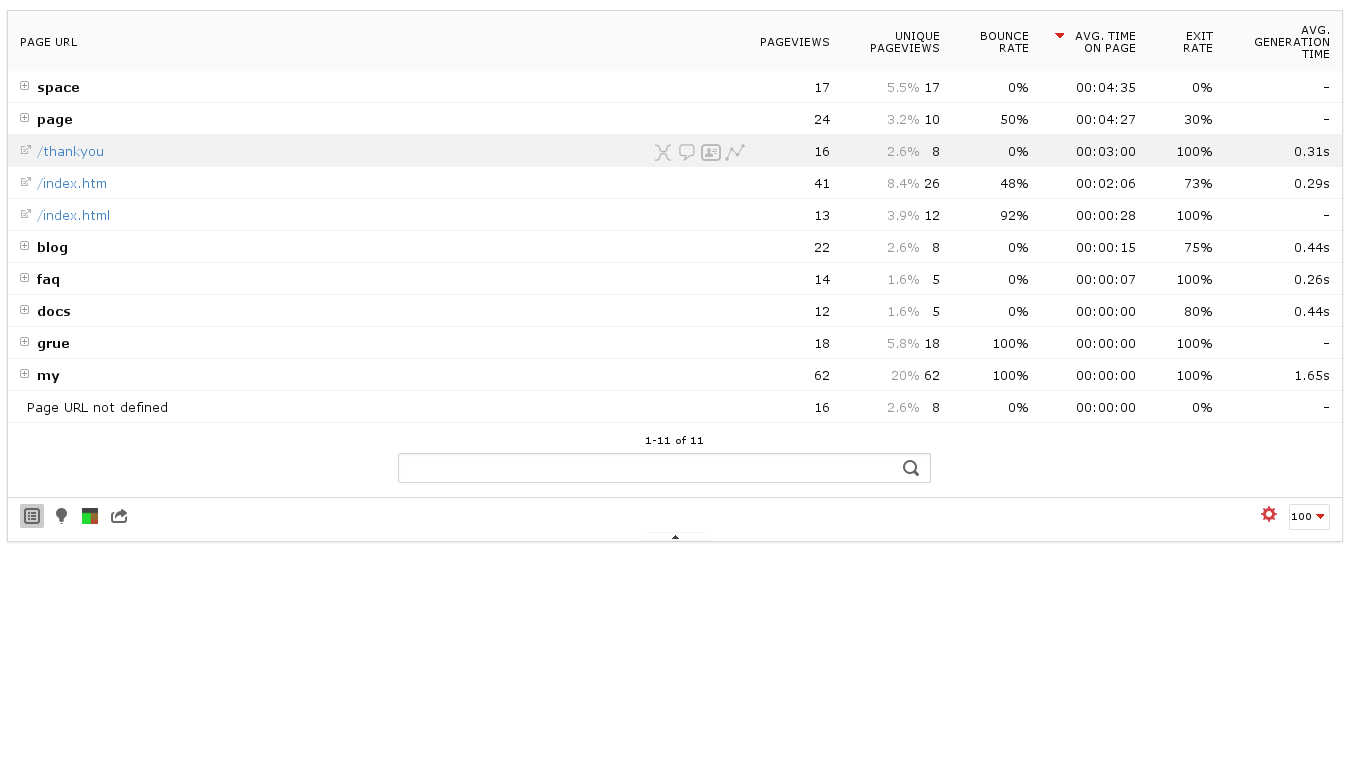 PAGE URL PAGEVIEWS UNIQUE PAGEVIEWS BOUNCE RATE AVG. TIME ON PAGE EXIT RATE AVG. GENERATION TIME
space 17 5.5% 17 0% 00:04:35 0% -
page 24 3.2% 10 50% 00:04:27 30% -
/thankyou 16 2.6% 8 0% 00:03:00 100% 0.31s
/index.htm 41 8.4% 26 48% 00:02:06 73% 0.29s
/index.html 13 3.9% 12 92% 00:00:28 100% -
blog 22 2.6% 8 0% 00:00:15 75% 0.44s
faq 14 1.6% 5 0% 00:00:07 100% 0.26s
docs 12 1.6% 5 0% 00:00:00 80% 0.44s
grue 18 5.8% 18 100% 00:00:00 100% -
my 62 20% 62 100% 00:00:00 100% 1.65s
Page URL not defined 16 2.6% 8 0% 00:00:00 0% -
1-11 of 11
100